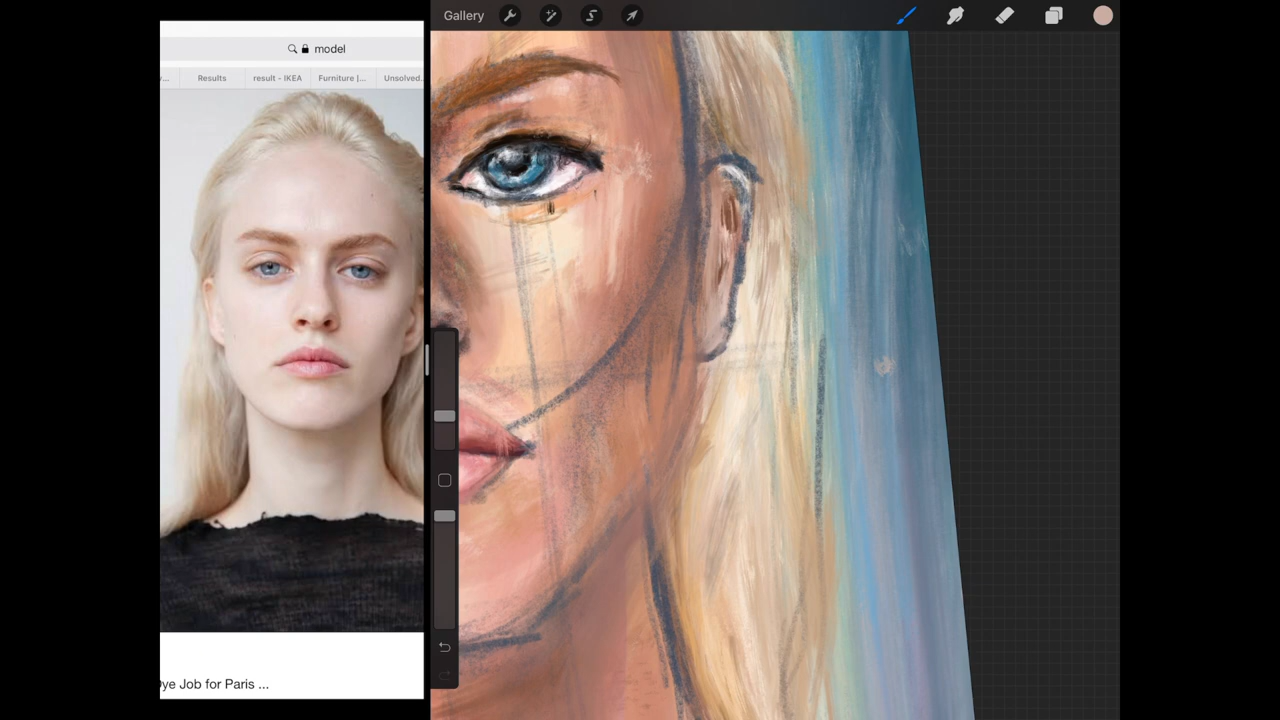 Gallery
model
Results
result - IKEA
Furniture |...
Unsolved...
ye Job for Paris ...